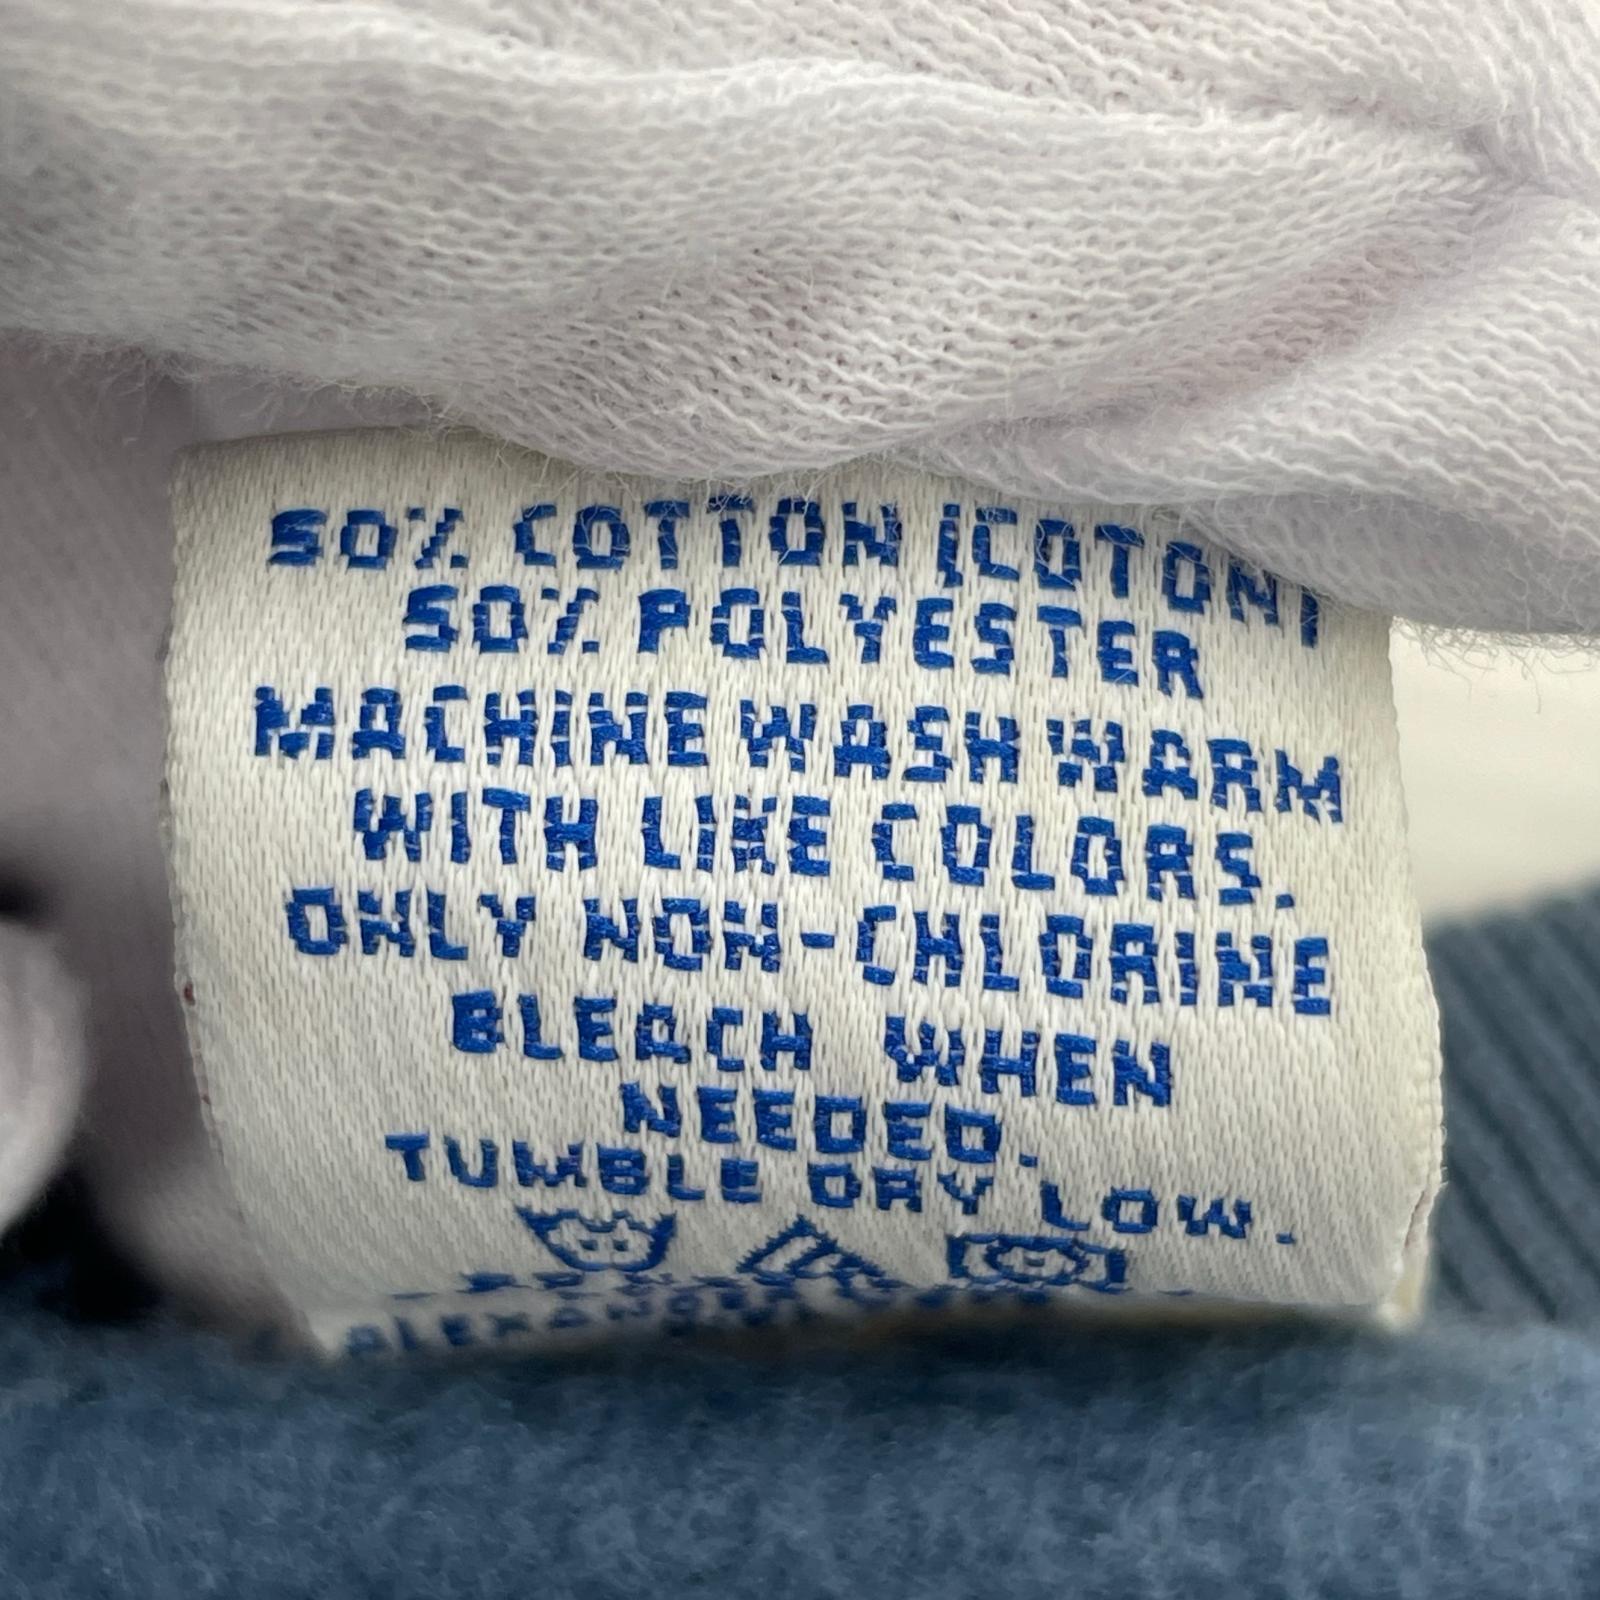 50% COTTON (COTON)
50% POLYESTER
MACHINE WASH WARM
WITH LIKE COLORS.
ONLY NON-CHLORINE
BLEACH WHEN
NEEDED.
TUMBLE DRY LOW.
ALEXANDER